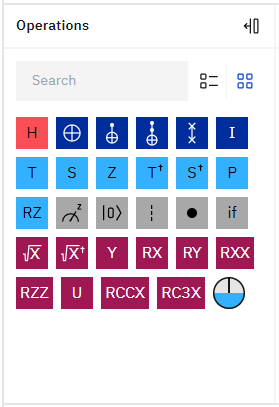 Operations
Search
H I
T S Z T† S† P
RZ z |0⟩ if
√X √X† Y RX RY RXX
RZZ U RCCX RC3X